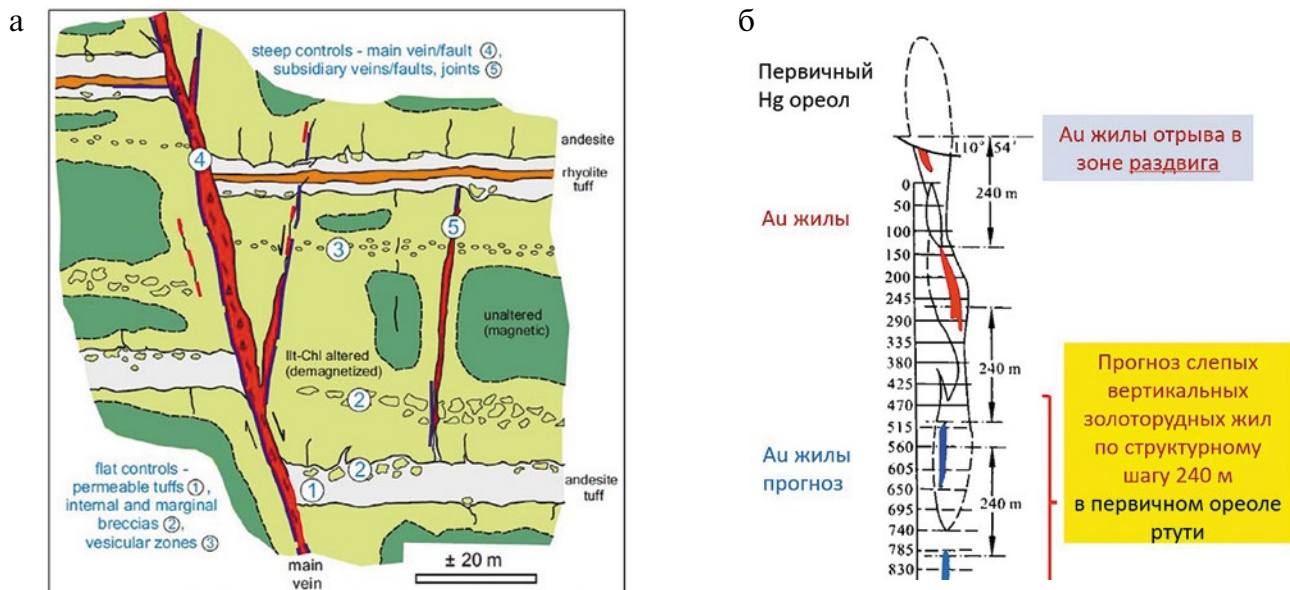 а
steep controls - main vein/fault ④,
subsidiary veins/faults, joints ⑤
④
andesite
rhyolite
tuff
③
⑤
unaltered
(magnetic)
Ilt-Chl altered
(demagnetized)
②
②
①
andesite
tuff
flat controls -
permeable tuffs ①,
internal and marginal
breccias ②,
vesicular zones ③
main
vein
± 20 m
б
Первичный
Hg ореол
110° 54′
Au жилы отрыва в
зоне раздвига
Au жилы
0
50
100
150
200
245
290
335
380
425
470
515
560
605
650
695
740
785
830
240 m
240 m
240 m
Au жилы
прогноз
Прогноз слепых
вертикальных
золоторудных жил
по структурному
шагу 240 м
в первичном ореоле
ртути